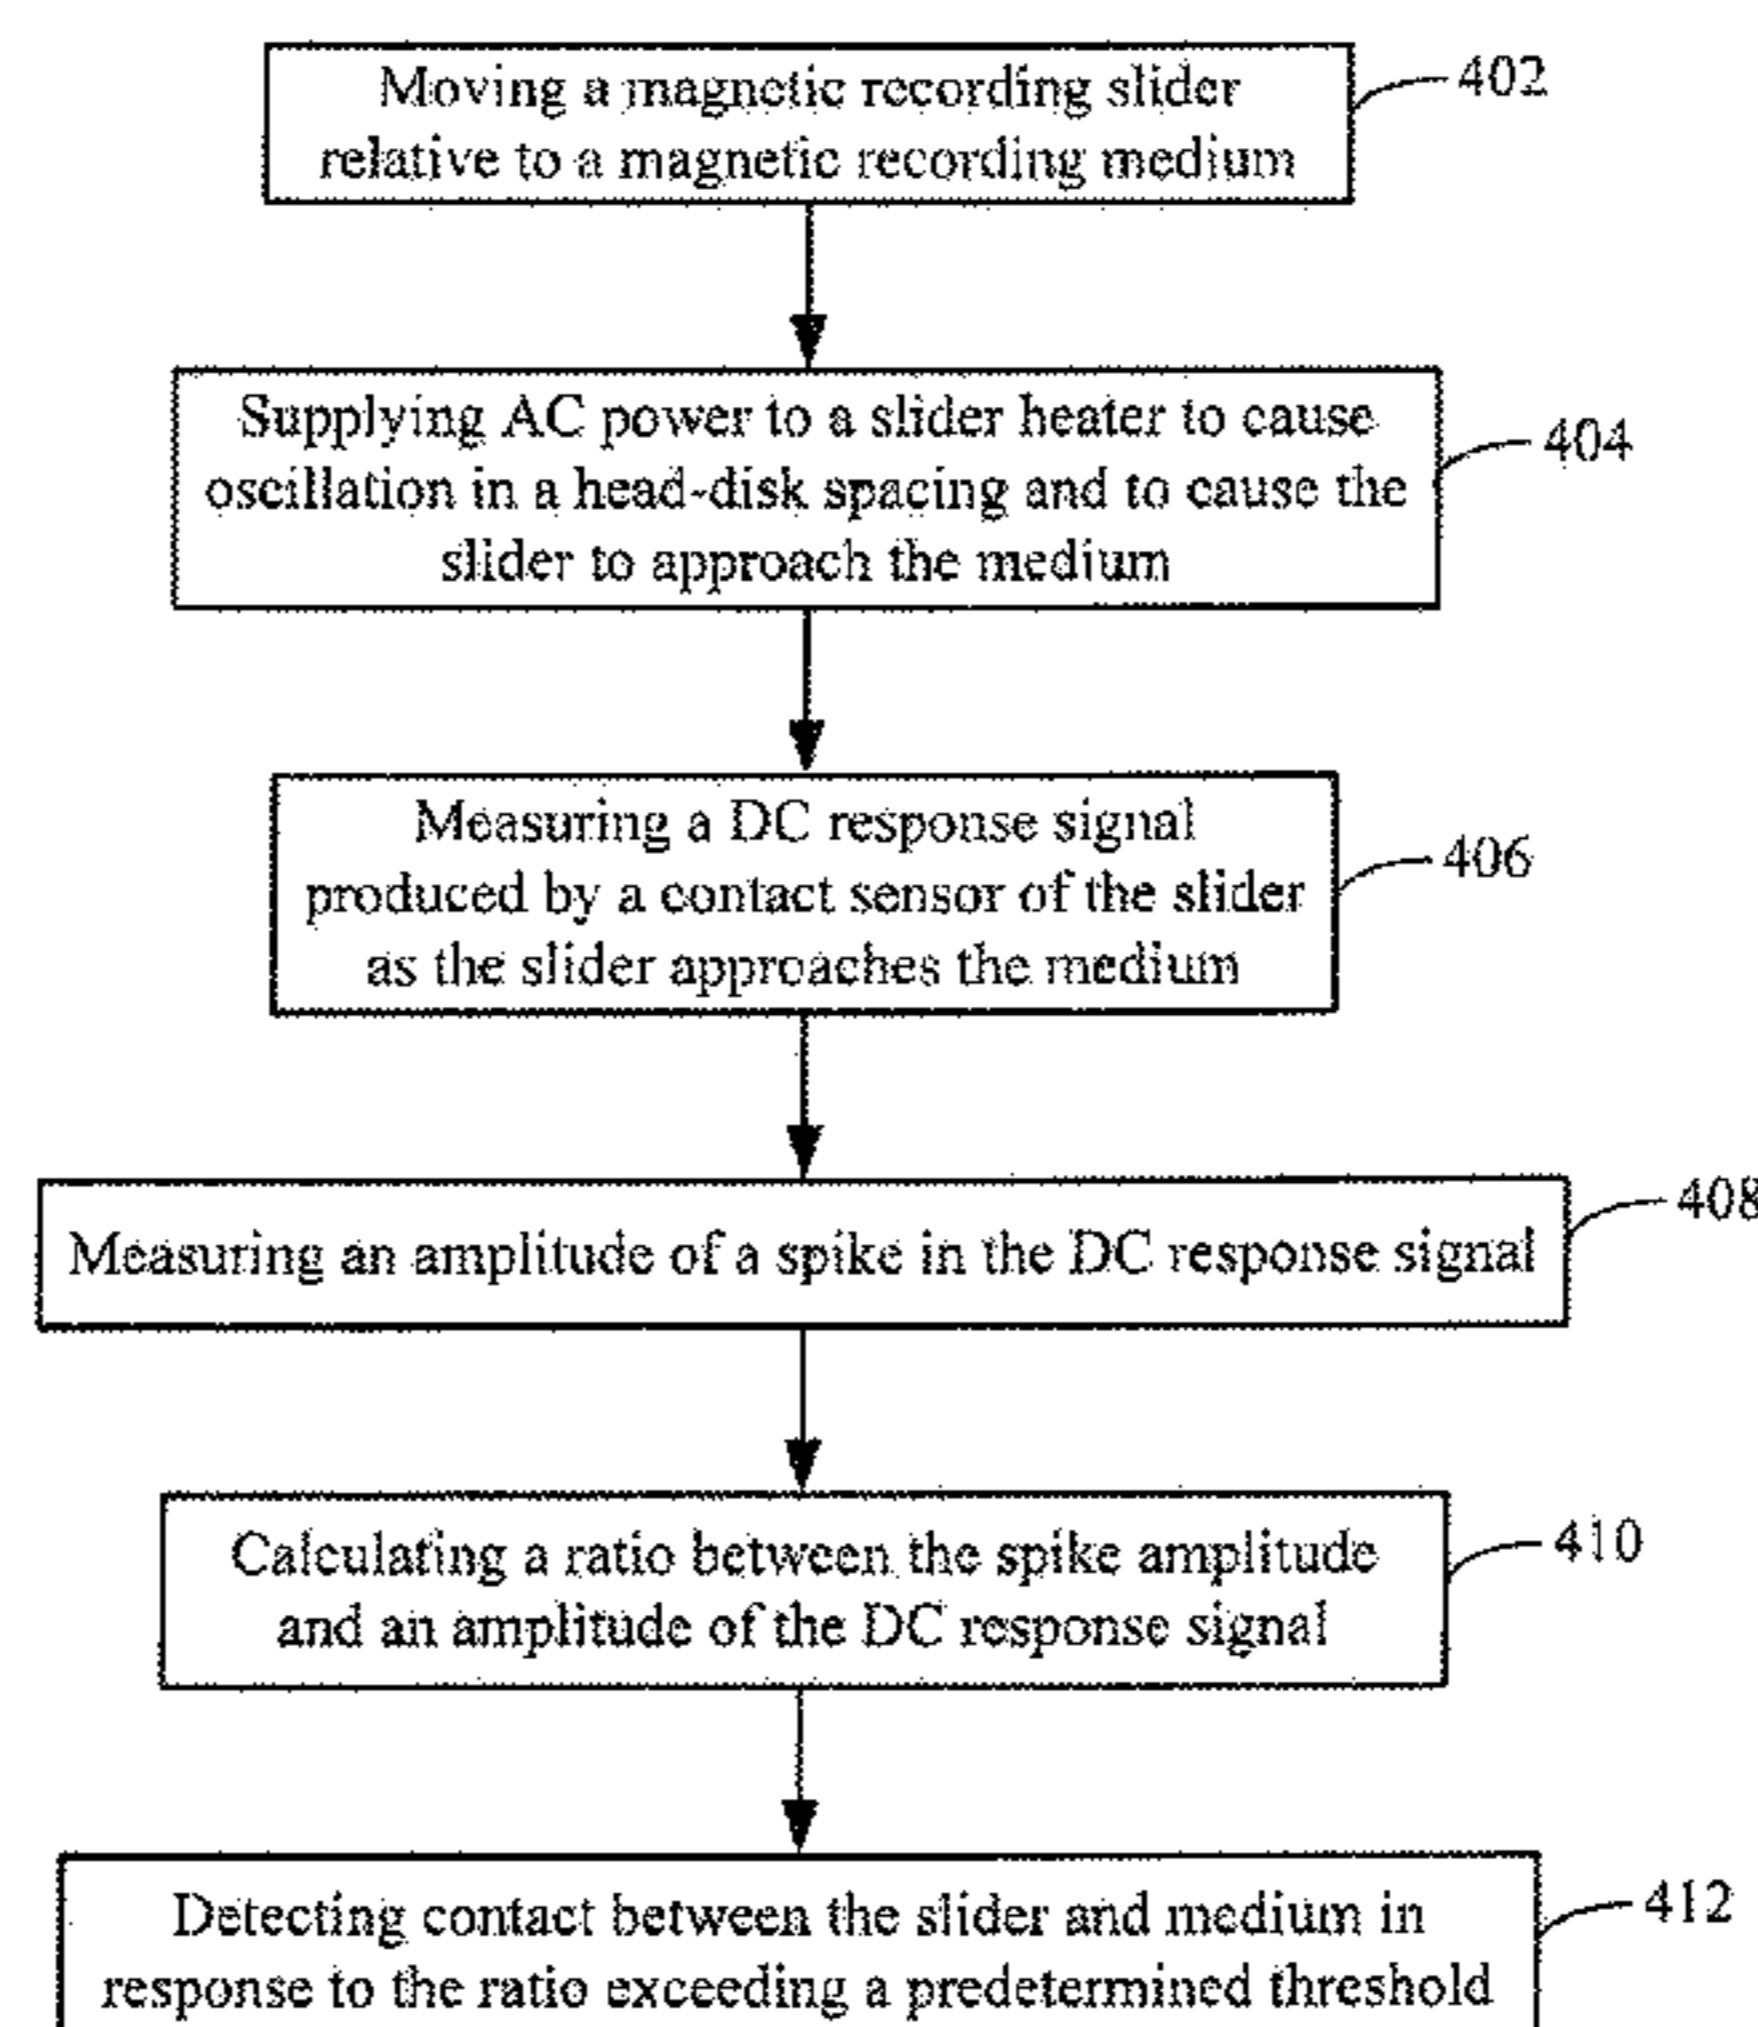 Moving a magnetic recording slider
relative to a magnetic recording medium
402
Supplying AC power to a slider heater to cause
oscillation in a head-disk spacing and to cause the
slider to approach the medium
404
Measuring a DC response signal
produced by a contact sensor of the slider
as the slider approaches the medium
406
Measuring an amplitude of a spike in the DC response signal
408
Calculating a ratio between the spike amplitude
and an amplitude of the DC response signal
410
Detecting contact between the slider and medium in
response to the ratio exceeding a predetermined threshold
412